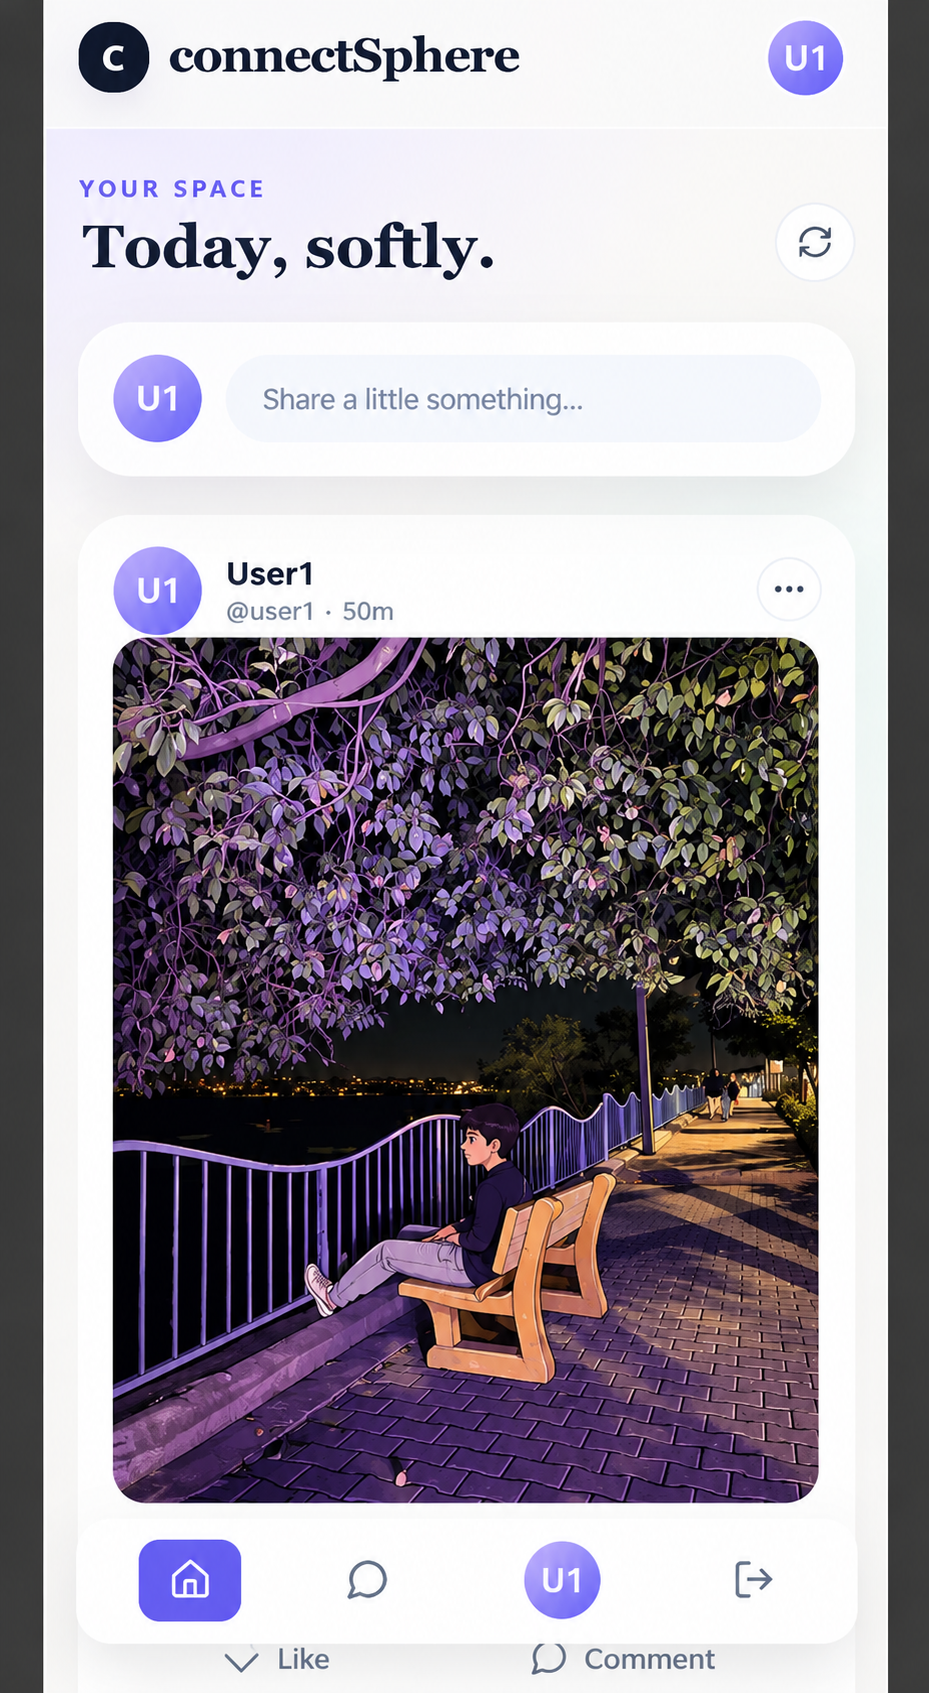 C connectSphere U1
YOUR SPACE
Today, softly.
U1 Share a little something...
U1 User1
@user1 · 50m
U1
Like Comment